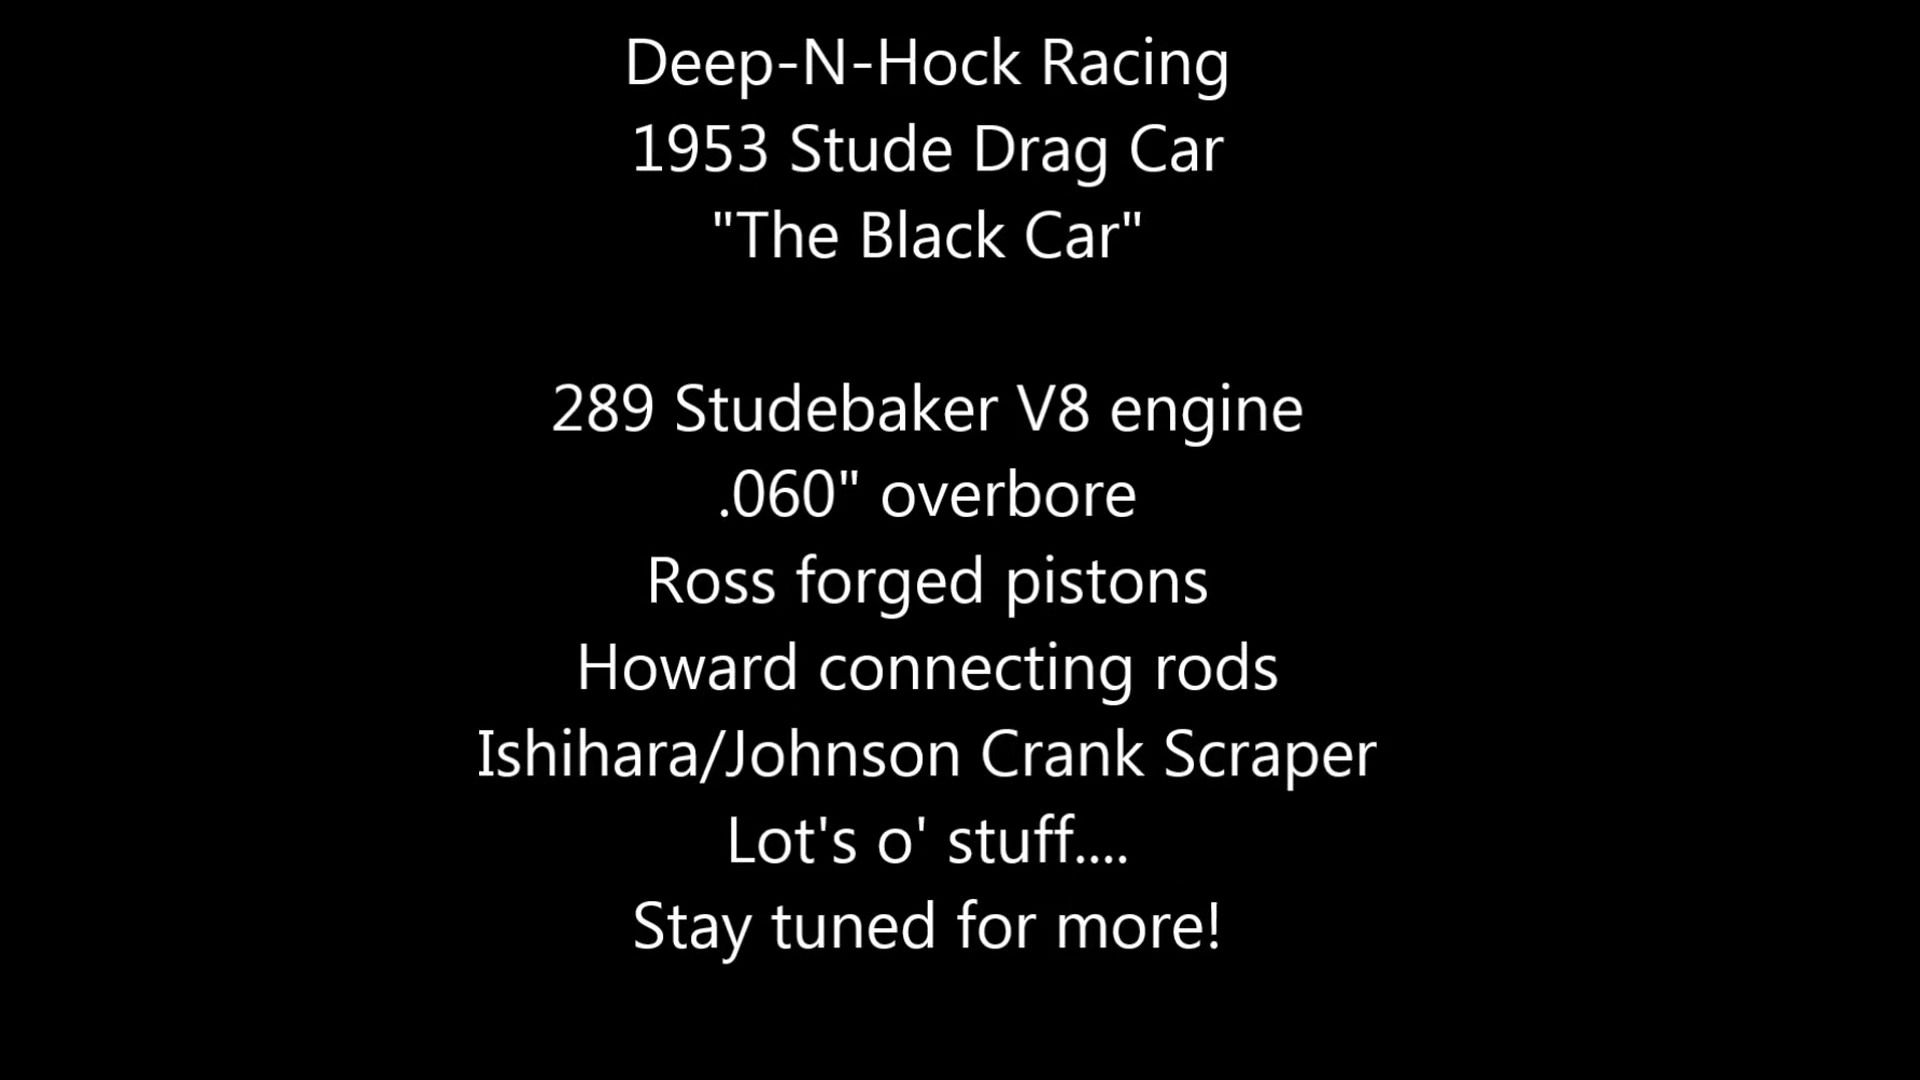 Deep-N-Hock Racing
1953 Stude Drag Car
"The Black Car"
289 Studebaker V8 engine
.060" overbore
Ross forged pistons
Howard connecting rods
Ishihara/Johnson Crank Scraper
Lot's o' stuff....
Stay tuned for more!